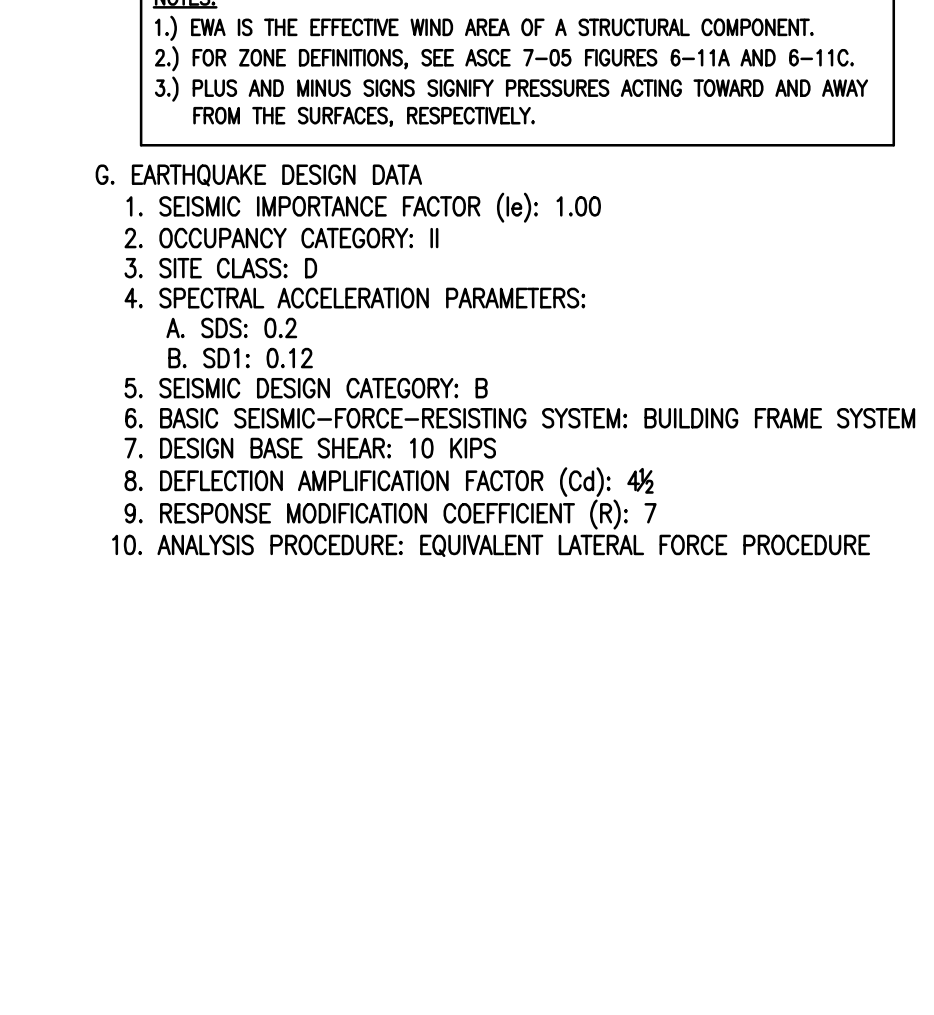 NOTES:
1.) EWA IS THE EFFECTIVE WIND AREA OF A STRUCTURAL COMPONENT.
2.) FOR ZONE DEFINITIONS, SEE ASCE 7–05 FIGURES 6–11A AND 6–11C.
3.) PLUS AND MINUS SIGNS SIGNIFY PRESSURES ACTING TOWARD AND AWAY
FROM THE SURFACES, RESPECTIVELY.
G. EARTHQUAKE DESIGN DATA
1. SEISMIC IMPORTANCE FACTOR (Ie): 1.00
2. OCCUPANCY CATEGORY: II
3. SITE CLASS: D
4. SPECTRAL ACCELERATION PARAMETERS:
A. SDS: 0.2
B. SD1: 0.12
5. SEISMIC DESIGN CATEGORY: B
6. BASIC SEISMIC–FORCE–RESISTING SYSTEM: BUILDING FRAME SYSTEM
7. DESIGN BASE SHEAR: 10 KIPS
8. DEFLECTION AMPLIFICATION FACTOR (Cd): 4½
9. RESPONSE MODIFICATION COEFFICIENT (R): 7
10. ANALYSIS PROCEDURE: EQUIVALENT LATERAL FORCE PROCEDURE